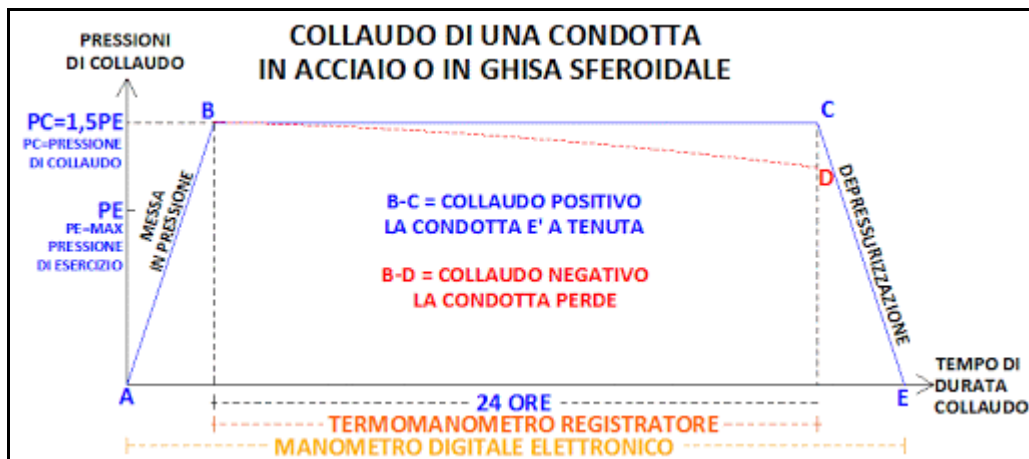 PRESSIONI
DI COLLAUDO
COLLAUDO DI UNA CONDOTTA
IN ACCIAIO O IN GHISA SFEROIDALE
PC=1,5PE
PC=PRESSIONE
DI COLLAUDO
B
C
D
PE
PE=MAX
PRESSIONE
DI ESERCIZIO
MESSA
IN PRESSIONE
B-C = COLLAUDO POSITIVO
LA CONDOTTA E' A TENUTA
B-D = COLLAUDO NEGATIVO
LA CONDOTTA PERDE
DEPRESSURIZZAZIONE
A
E
TEMPO DI
DURATA
COLLAUDO
24 ORE
TERMOMANOMETRO REGISTRATORE
MANOMETRO DIGITALE ELETTRONICO